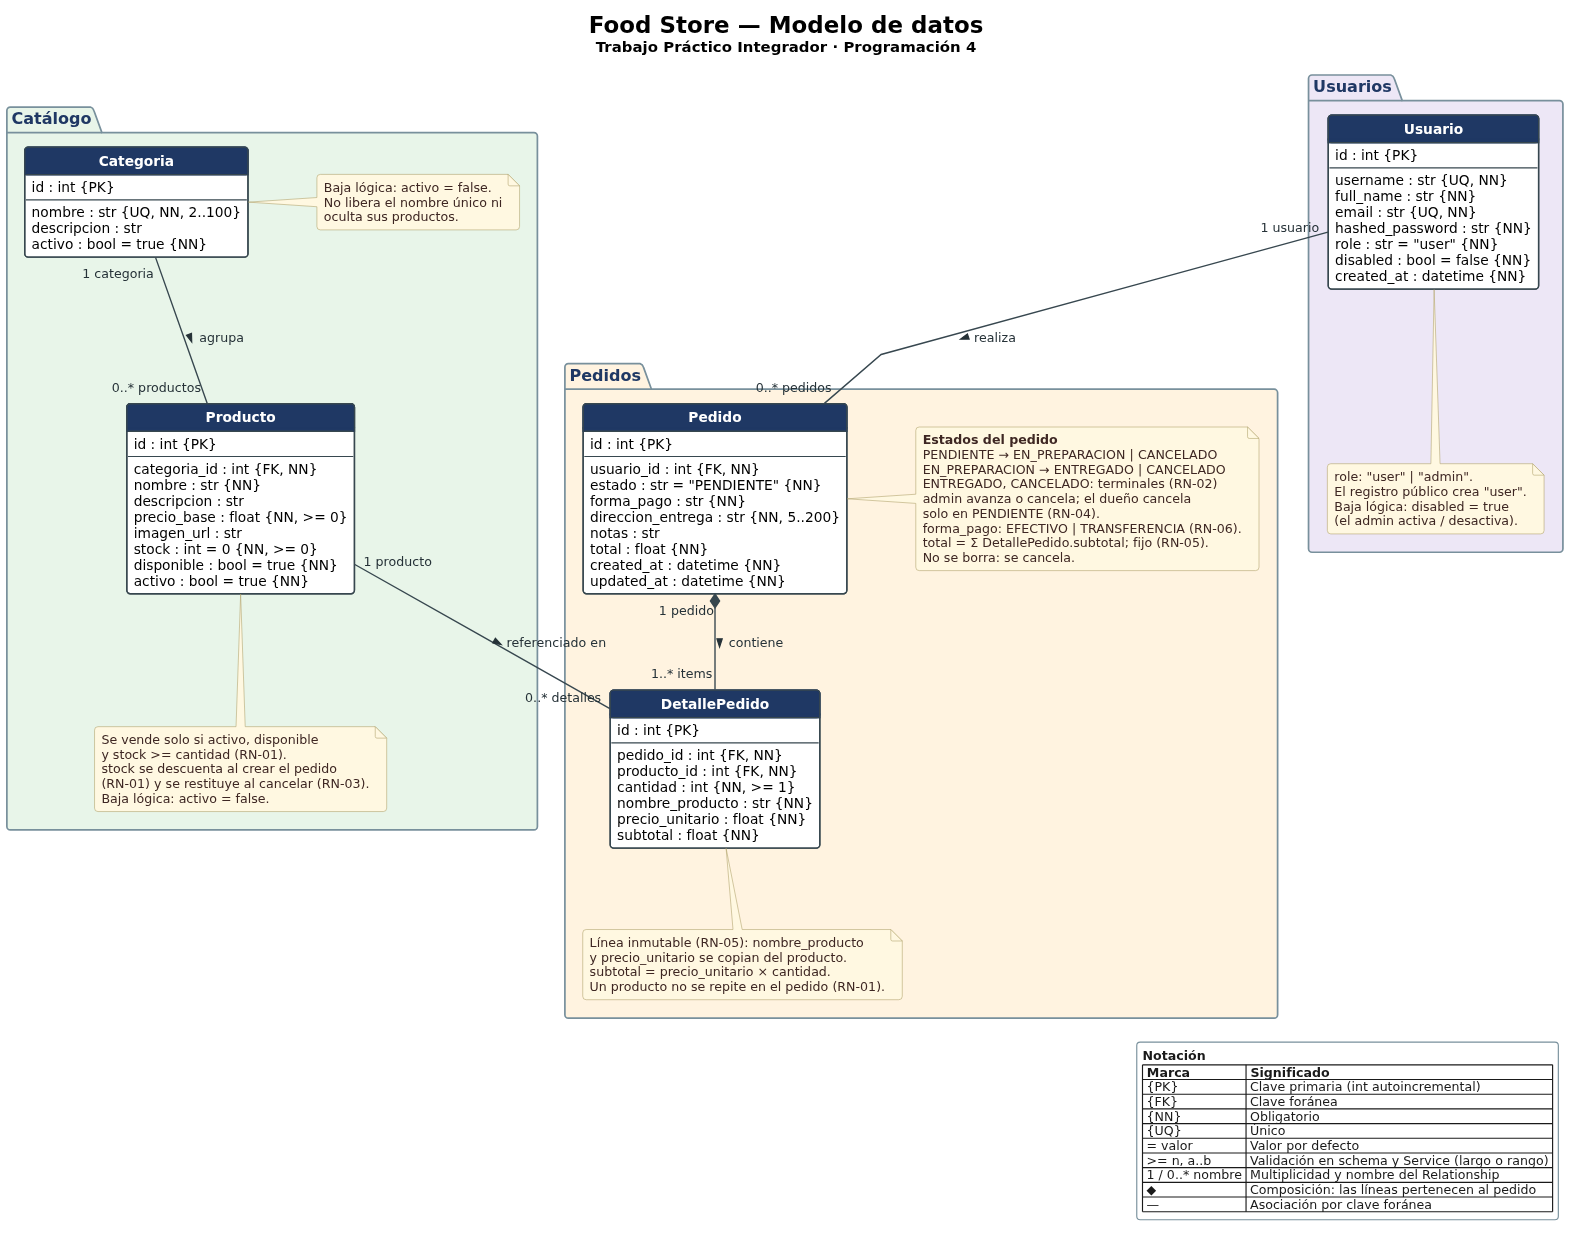 Food Store — Modelo de datos
Trabajo Práctico Integrador · Programación 4
Catálogo
Categoria
id : int {PK}
nombre : str {UQ, NN, 2..100}
descripcion : str
activo : bool = true {NN}
Baja lógica: activo = false.
No libera el nombre único ni
oculta sus productos.
1 categoria
agrupa
0..* productos
Producto
id : int {PK}
categoria_id : int {FK, NN}
nombre : str {NN}
descripcion : str
precio_base : float {NN, >= 0}
imagen_url : str
stock : int = 0 {NN, >= 0}
disponible : bool = true {NN}
activo : bool = true {NN}
1 producto
referenciado en
0..* detalles
Se vende solo si activo, disponible
y stock >= cantidad (RN-01).
stock se descuenta al crear el pedido
(RN-01) y se restituye al cancelar (RN-03).
Baja lógica: activo = false.
Usuarios
Usuario
id : int {PK}
username : str {UQ, NN}
full_name : str {NN}
email : str {UQ, NN}
hashed_password : str {NN}
role : str = "user" {NN}
disabled : bool = false {NN}
created_at : datetime {NN}
1 usuario
realiza
0..* pedidos
role: "user" | "admin".
El registro público crea "user".
Baja lógica: disabled = true
(el admin activa / desactiva).
Pedidos
Pedido
id : int {PK}
usuario_id : int {FK, NN}
estado : str = "PENDIENTE" {NN}
forma_pago : str {NN}
direccion_entrega : str {NN, 5..200}
notas : str
total : float {NN}
created_at : datetime {NN}
updated_at : datetime {NN}
Estados del pedido
PENDIENTE → EN_PREPARACION | CANCELADO
EN_PREPARACION → ENTREGADO | CANCELADO
ENTREGADO, CANCELADO: terminales (RN-02)
admin avanza o cancela; el dueño cancela
solo en PENDIENTE (RN-04).
forma_pago: EFECTIVO | TRANSFERENCIA (RN-06).
total = Σ DetallePedido.subtotal; fijo (RN-05).
No se borra: se cancela.
1 pedido
contiene
1..* items
DetallePedido
id : int {PK}
pedido_id : int {FK, NN}
producto_id : int {FK, NN}
cantidad : int {NN, >= 1}
nombre_producto : str {NN}
precio_unitario : float {NN}
subtotal : float {NN}
Línea inmutable (RN-05): nombre_producto
y precio_unitario se copian del producto.
subtotal = precio_unitario × cantidad.
Un producto no se repite en el pedido (RN-01).
Notación
Marca Significado
{PK} Clave primaria (int autoincremental)
{FK} Clave foránea
{NN} Obligatorio
{UQ} Único
= valor Valor por defecto
>= n, a..b Validación en schema y Service (largo o rango)
1 / 0..* nombre Multiplicidad y nombre del Relationship
◆ Composición: las líneas pertenecen al pedido
— Asociación por clave foránea